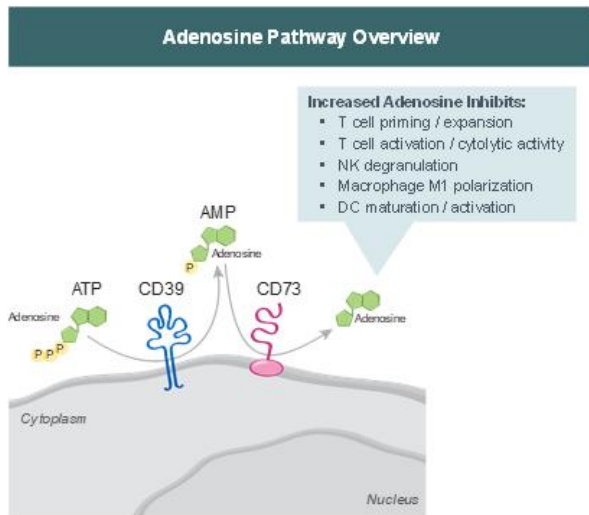 Adenosine Pathway Overview
Increased Adenosine Inhibits:
▪ T cell priming / expansion
▪ T cell activation / cytolytic activity
▪ NK degranulation
▪ Macrophage M1 polarization
▪ DC maturation / activation
AMP
Adenosine
P
ATP
CD39
CD73
Adenosine
P P P
Adenosine
Cytoplasm
Nucleus